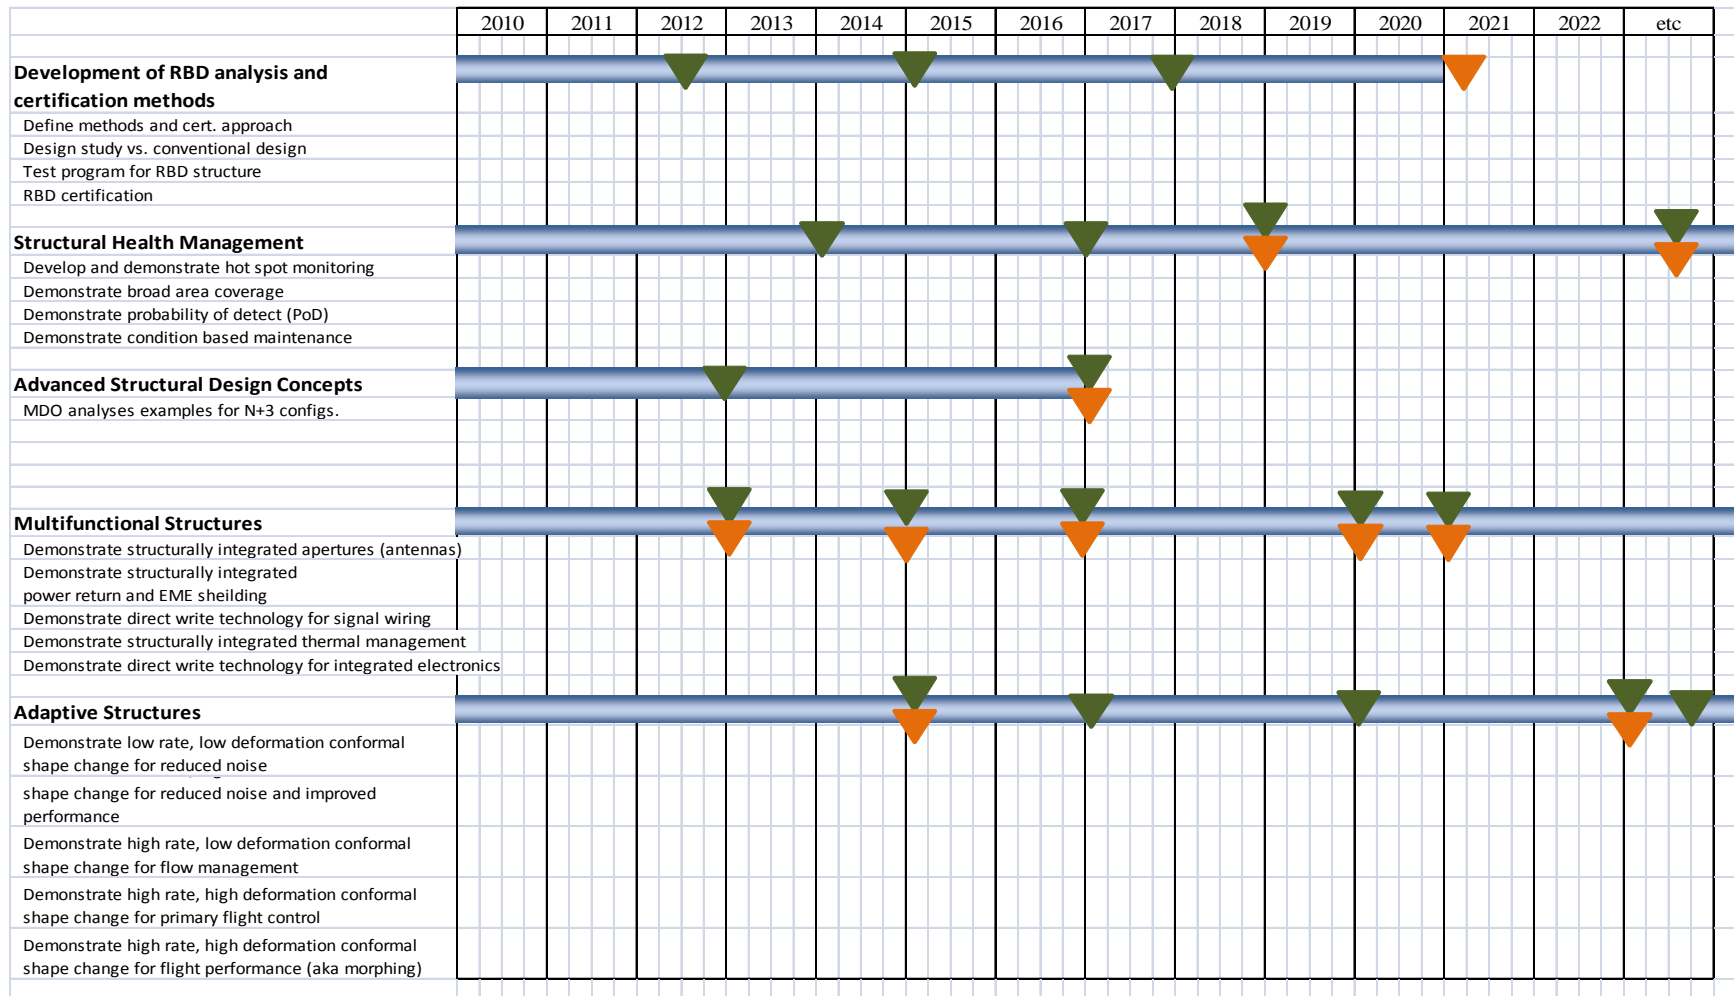 2010 2011 2012 2013 2014 2015 2016 2017 2018 2019 2020 2021 2022 etc
Development of RBD analysis and
certification methods
Define methods and cert. approach
Design study vs. conventional design
Test program for RBD structure
RBD certification
Structural Health Management
Develop and demonstrate hot spot monitoring
Demonstrate broad area coverage
Demonstrate probability of detect (PoD)
Demonstrate condition based maintenance
Advanced Structural Design Concepts
MDO analyses examples for N+3 configs.
Multifunctional Structures
Demonstrate structurally integrated apertures (antennas)
Demonstrate structurally integrated
power return and EME sheilding
Demonstrate direct write technology for signal wiring
Demonstrate structurally integrated thermal management
Demonstrate direct write technology for integrated electronics
Adaptive Structures
Demonstrate low rate, low deformation conformal
shape change for reduced noise
shape change for reduced noise and improved
performance
Demonstrate high rate, low deformation conformal
shape change for flow management
Demonstrate high rate, high deformation conformal
shape change for primary flight control
Demonstrate high rate, high deformation conformal
shape change for flight performance (aka morphing)